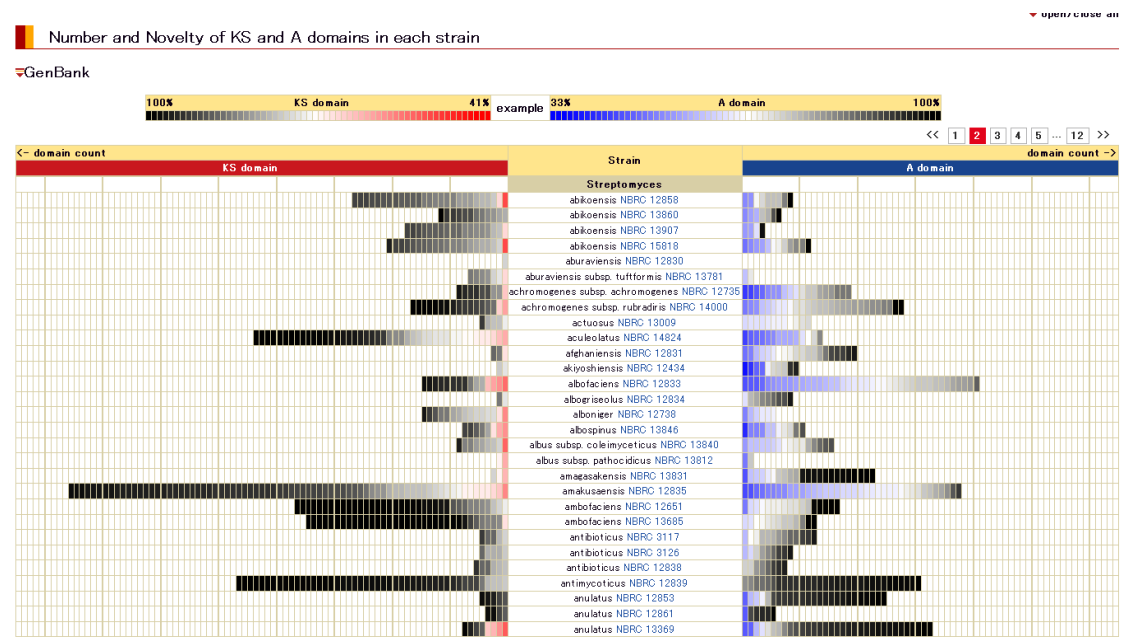 open/close all
Number and Novelty of KS and A domains in each strain
GenBank
100% KS domain 41% example 33% A domain 100%
<< 1 2 3 4 5 ... 12 >>
<- domain count Strain domain count ->
KS domain A domain
Streptomyces
abikoensis NBRC 12858
abikoensis NBRC 13860
abikoensis NBRC 13907
abikoensis NBRC 15818
aburaviensis NBRC 12830
aburaviensis subsp. tuftformis NBRC 13781
achromogenes subsp. achromogenes NBRC 12735
achromogenes subsp. rubradiris NBRC 14000
actuosus NBRC 13009
aculeolatus NBRC 14824
afghaniensis NBRC 12831
akiyoshiensis NBRC 12434
albofaciens NBRC 12833
albogriseolus NBRC 12834
alboniger NBRC 12738
albospinus NBRC 13846
albus subsp. coleimyceticus NBRC 13840
albus subsp. pathocidicus NBRC 13812
amagasakensis NBRC 13831
amakusaensis NBRC 12835
ambofaciens NBRC 12651
ambofaciens NBRC 13685
antibioticus NBRC 3117
antibioticus NBRC 3126
antibioticus NBRC 12838
antimycoticus NBRC 12839
anulatus NBRC 12853
anulatus NBRC 12861
anulatus NBRC 13369